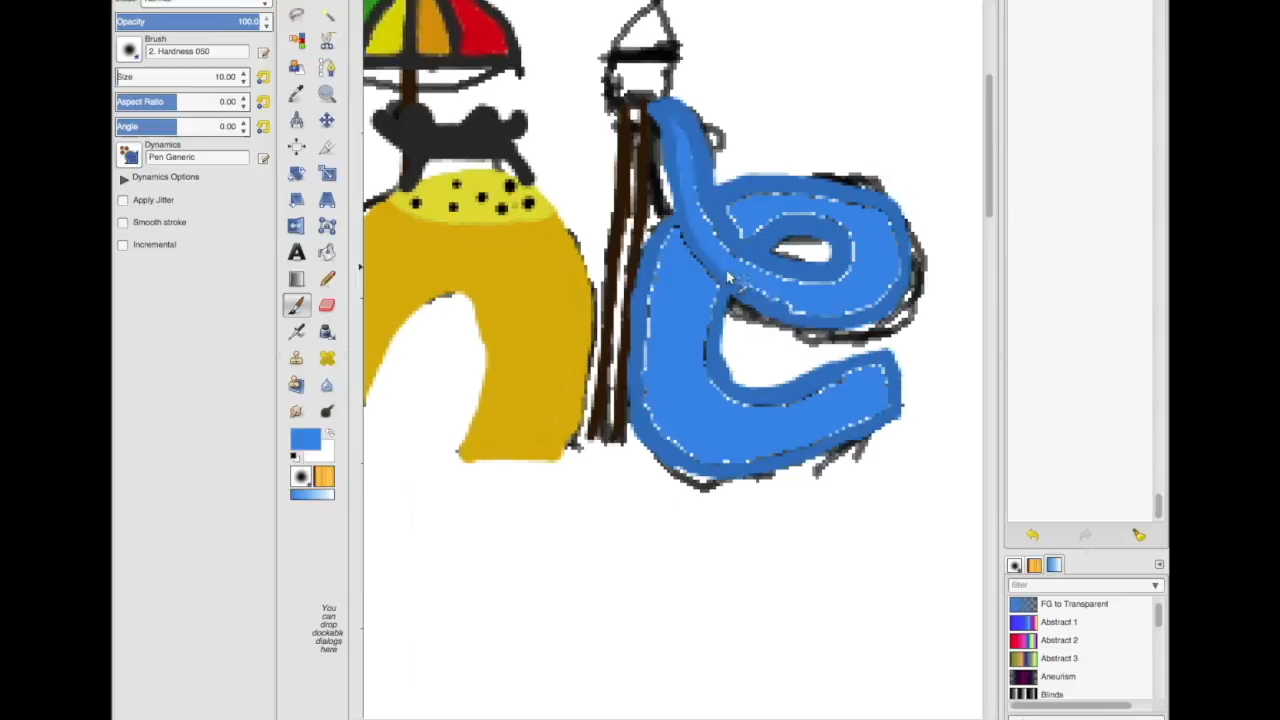 Opacity 100.0
Brush
2. Hardness 050
Size 10.00
Aspect Ratio 0.00
Angle 0.00
Dynamics
Pen Generic
Dynamics Options
Apply Jitter
Smooth stroke
Incremental
You
can
drop
dockable
dialogs
here
filter
FG to Transparent
Abstract 1
Abstract 2
Abstract 3
Aneurism
Blinds